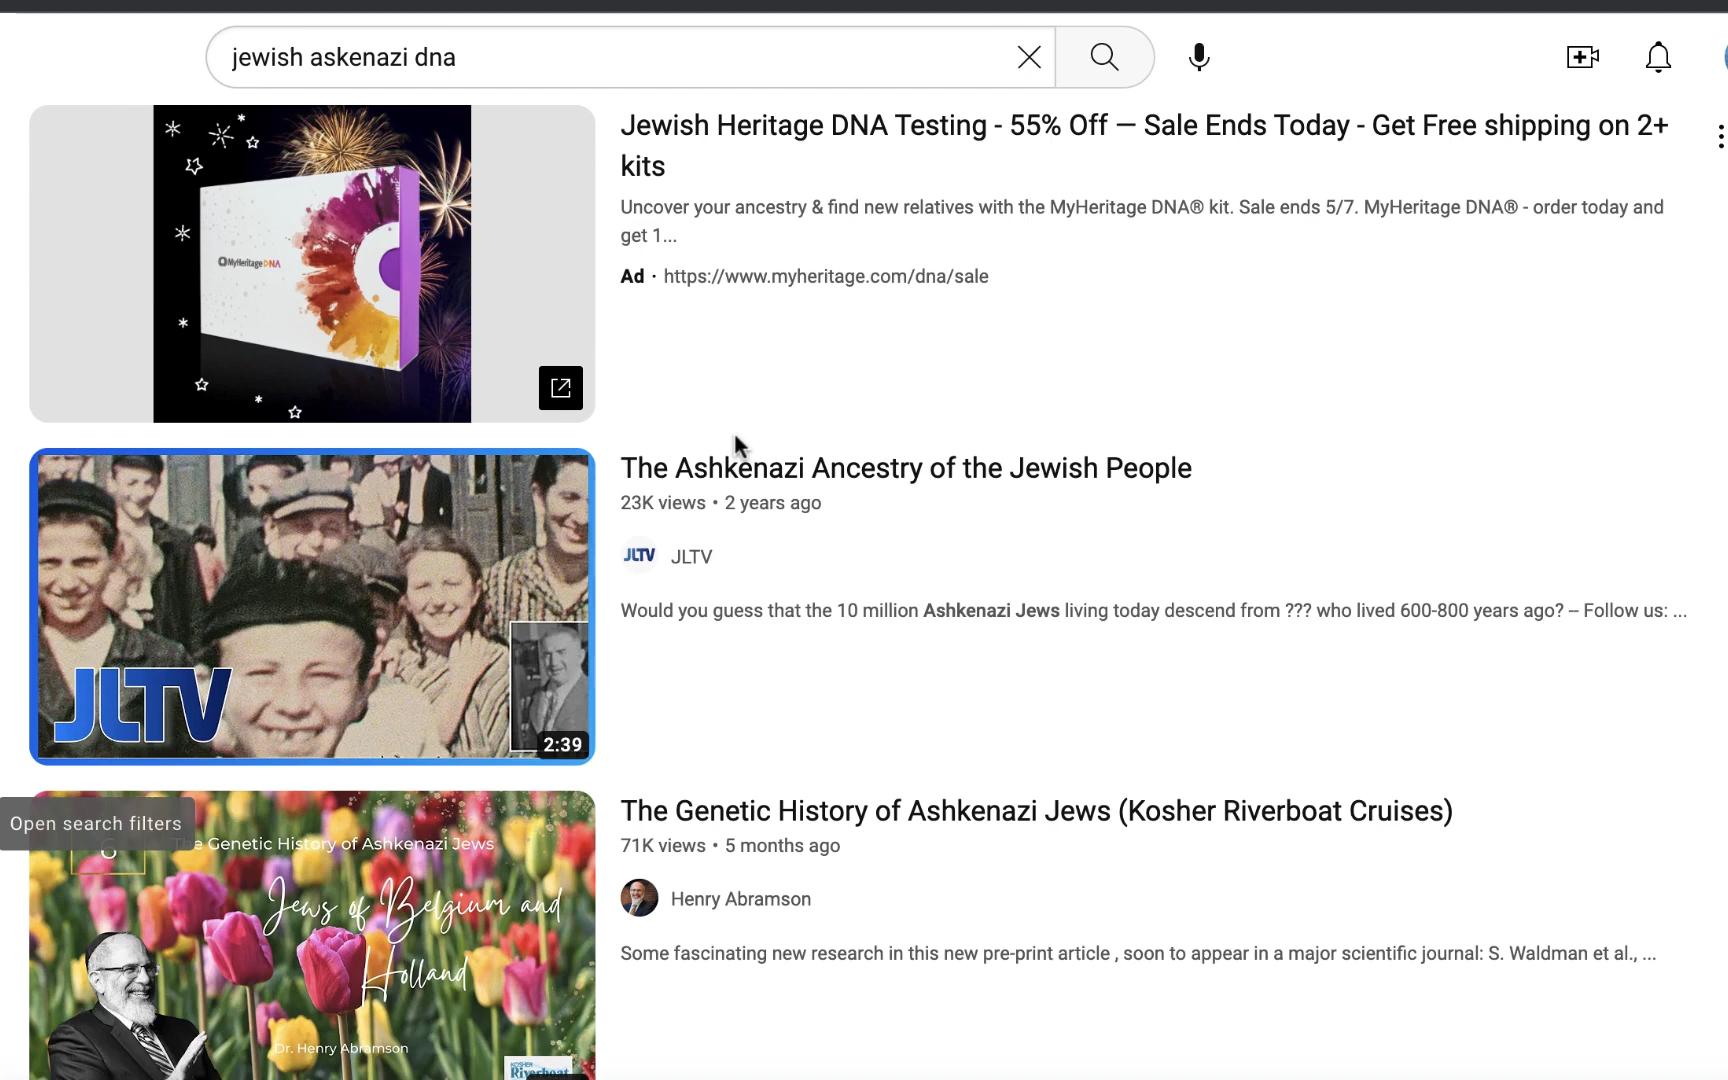 jewish askenazi dna
Jewish Heritage DNA Testing - 55% Off — Sale Ends Today - Get Free shipping on 2+
kits
Uncover your ancestry & find new relatives with the MyHeritage DNA® kit. Sale ends 5/7. MyHeritage DNA® - order today and
get 1...
Ad · https://www.myheritage.com/dna/sale
MyHeritage DNA
The Ashkenazi Ancestry of the Jewish People
23K views • 2 years ago
JLTV JLTV
Would you guess that the 10 million Ashkenazi Jews living today descend from ??? who lived 600-800 years ago? -- Follow us: ...
JLTV
2:39
The Genetic History of Ashkenazi Jews (Kosher Riverboat Cruises)
71K views • 5 months ago
Henry Abramson
Some fascinating new research in this new pre-print article , soon to appear in a major scientific journal: S. Waldman et al., ...
Open search filters
Genetic History of Ashkenazi Jews
Jews of Belgium and
Holland
Dr. Henry Abramson
KOSHER
Riverboat